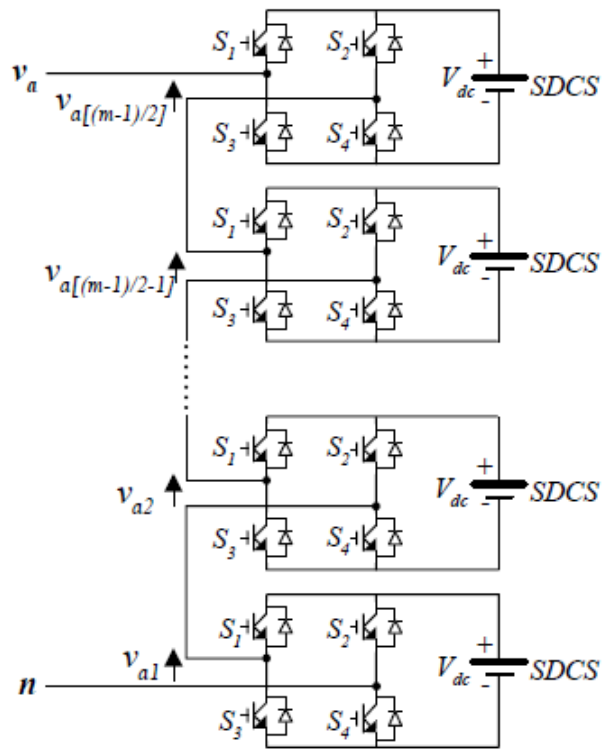 S1 S2
va
Vdc + - SDCS
va[(m-1)/2]
S3 S4
S1 S2
Vdc + - SDCS
va[(m-1)/2-1]
S3 S4
S1 S2
Vdc + - SDCS
va2
S3 S4
S1 S2
Vdc + - SDCS
va1
n
S3 S4